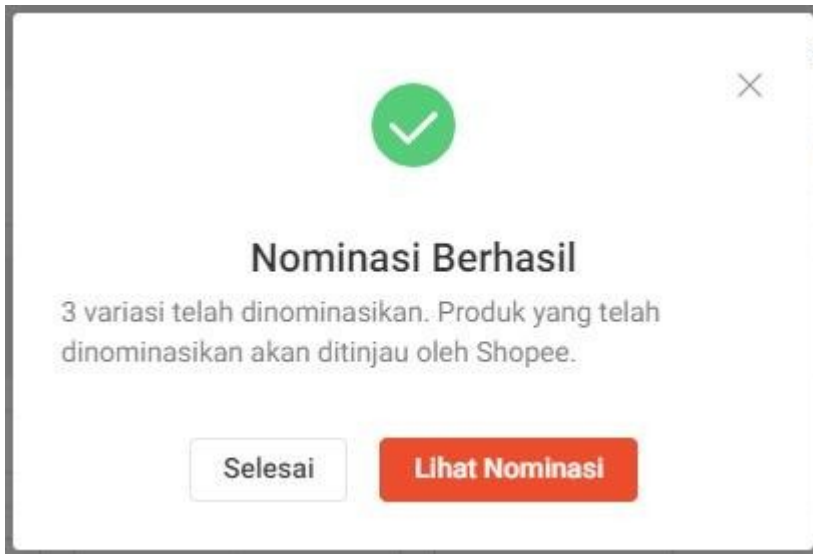 Nominasi Berhasil
3 variasi telah dinominasikan. Produk yang telah
dinominasikan akan ditinjau oleh Shopee.
Selesai
Lihat Nominasi